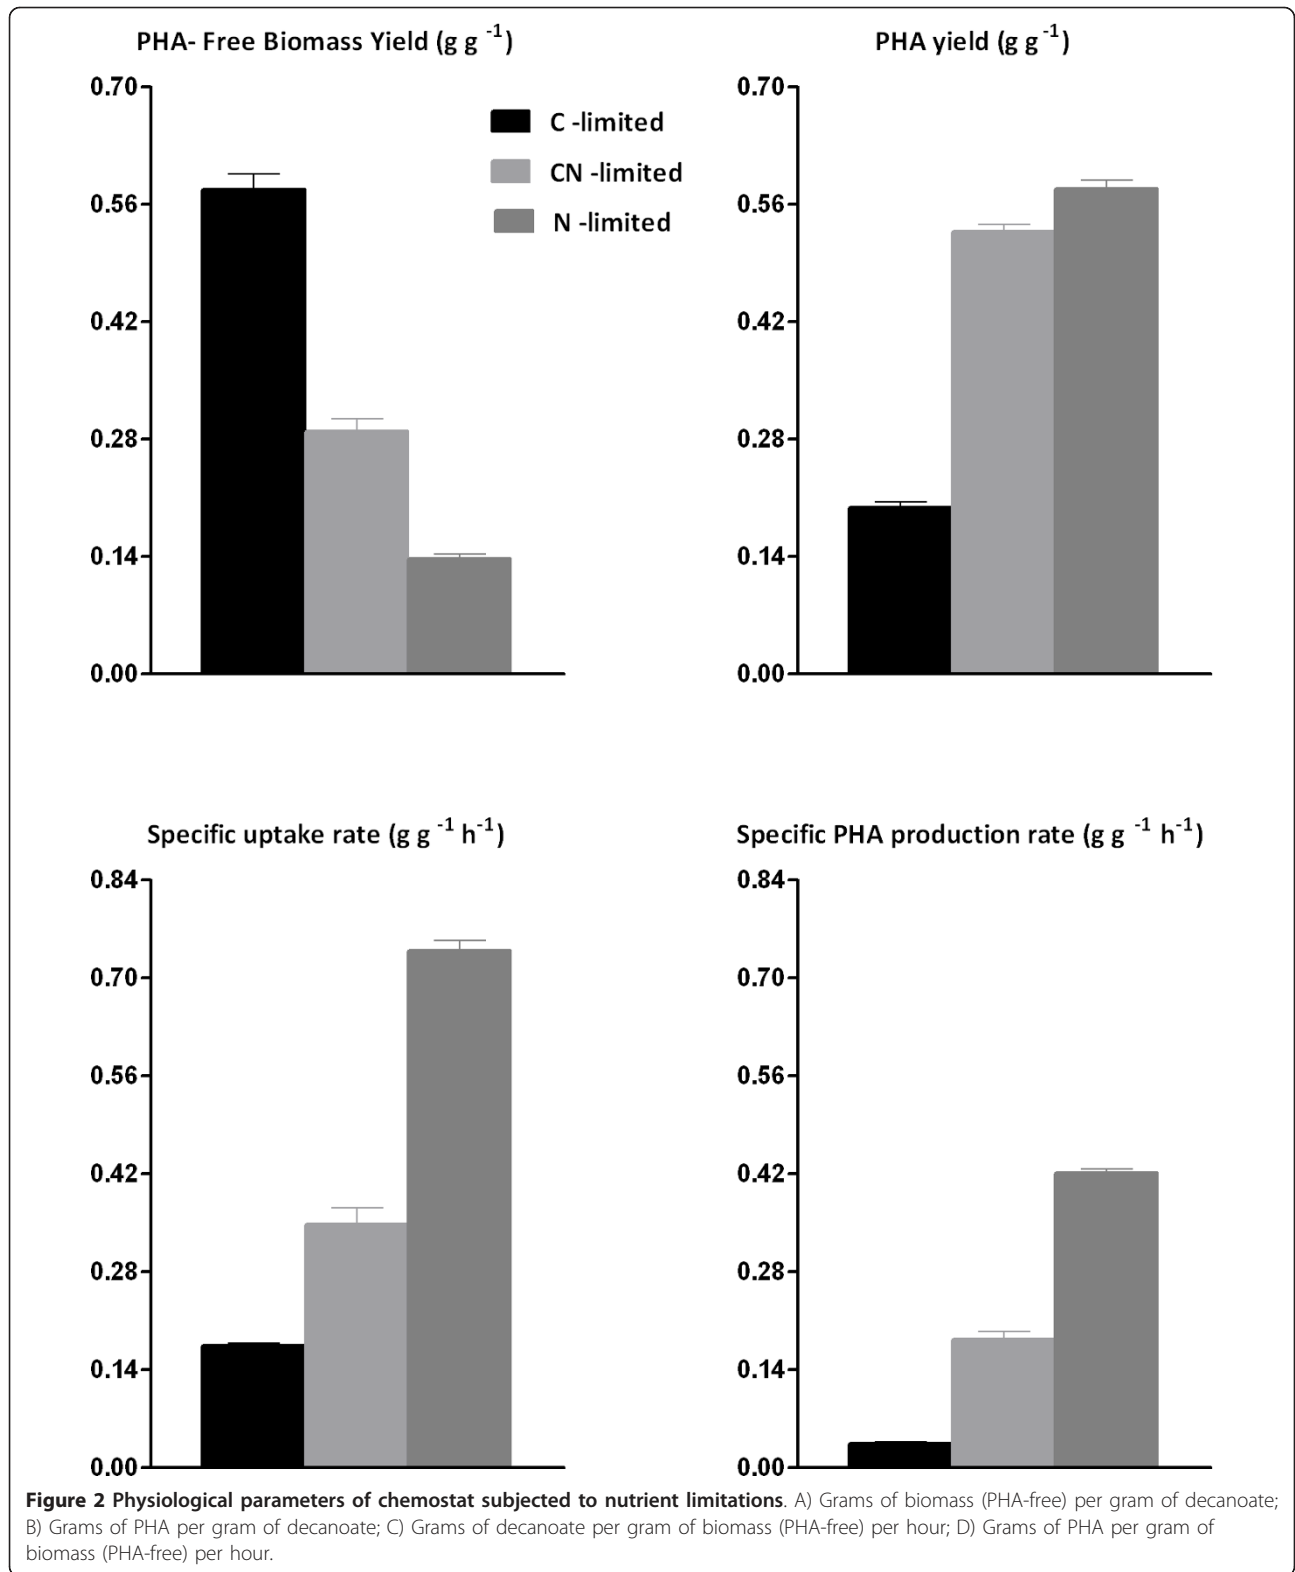 PHA- Free Biomass Yield (g g -1)
0.70
0.56
0.42
0.28
0.14
0.00
C -limited
CN -limited
N -limited
PHA yield (g g -1)
0.70
0.56
0.42
0.28
0.14
0.00
Specific uptake rate (g g -1 h-1)
0.84
0.70
0.56
0.42
0.28
0.14
0.00
Specific PHA production rate (g g -1 h-1)
0.84
0.70
0.56
0.42
0.28
0.14
0.00
Figure 2 Physiological parameters of chemostat subjected to nutrient limitations. A) Grams of biomass (PHA-free) per gram of decanoate;
B) Grams of PHA per gram of decanoate; C) Grams of decanoate per gram of biomass (PHA-free) per hour; D) Grams of PHA per gram of
biomass (PHA-free) per hour.